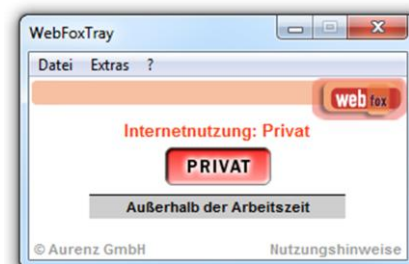 WebFoxTray
Datei Extras ?
web fox
Internetnutzung: Privat
PRIVAT
Außerhalb der Arbeitszeit
© Aurenz GmbH Nutzungshinweise